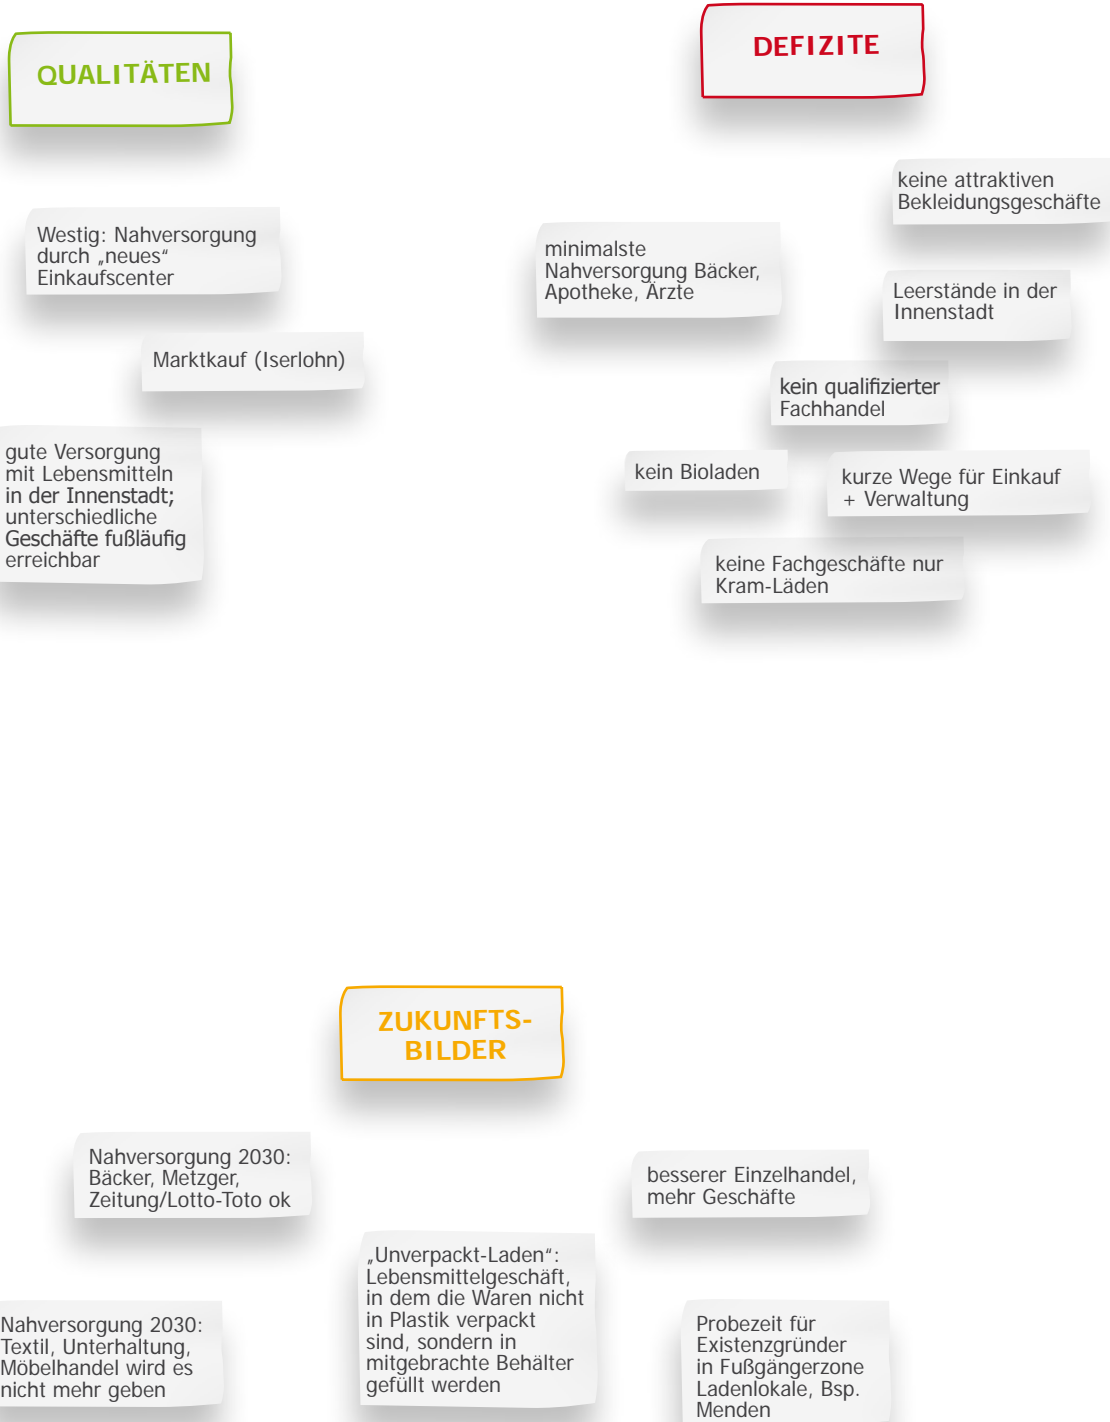 QUALITÄTEN
Westig: Nahversorgung
durch „neues“
Einkaufscenter
Marktkauf (Iserlohn)
gute Versorgung
mit Lebensmitteln
in der Innenstadt;
unterschiedliche
Geschäfte fußläufig
erreichbar
DEFIZITE
keine attraktiven
Bekleidungsgeschäfte
minimalste
Nahversorgung Bäcker,
Apotheke, Ärzte
Leerstände in der
Innenstadt
kein qualifizierter
Fachhandel
kein Bioladen
kurze Wege für Einkauf
+ Verwaltung
keine Fachgeschäfte nur
Kram-Läden
ZUKUNFTS-
BILDER
Nahversorgung 2030:
Bäcker, Metzger,
Zeitung/Lotto-Toto ok
besserer Einzelhandel,
mehr Geschäfte
„Unverpackt-Laden“:
Lebensmittelgeschäft,
in dem die Waren nicht
in Plastik verpackt
sind, sondern in
mitgebrachte Behälter
gefüllt werden
Nahversorgung 2030:
Textil, Unterhaltung,
Möbelhandel wird es
nicht mehr geben
Probezeit für
Existenzgründer
in Fußgängerzone
Ladenlokale, Bsp.
Menden